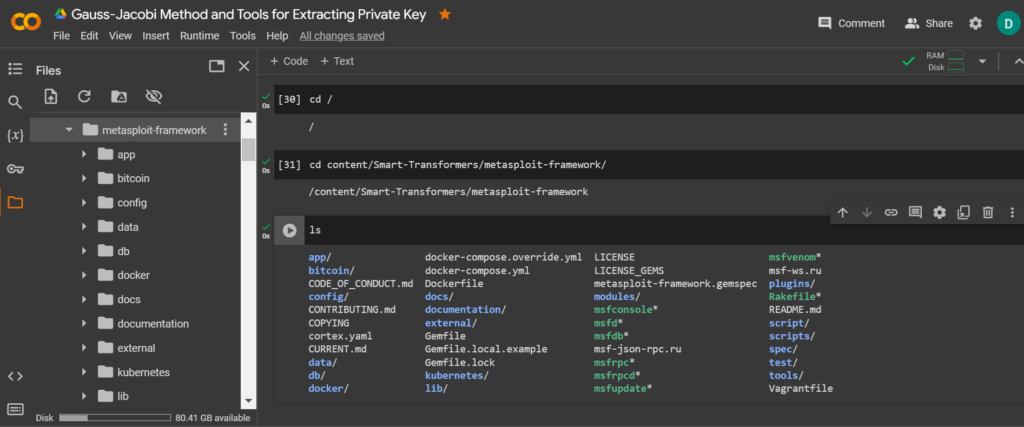 Gauss-Jacobi Method and Tools for Extracting Private Key
File Edit View Insert Runtime Tools Help All changes saved
Comment Share D
Files
+ Code + Text
RAM
Disk
0s [30] cd /
/
metasploit-framework
app
bitcoin
config
data
db
docker
docs
documentation
external
kubernetes
lib
{x}
0s [31] cd content/Smart-Transformers/metasploit-framework/
/content/Smart-Transformers/metasploit-framework
0s ls
app/ docker-compose.override.yml LICENSE msfvenom*
bitcoin/ docker-compose.yml LICENSE_GEMS msf-ws.ru
CODE_OF_CONDUCT.md Dockerfile metasploit-framework.gemspec plugins/
config/ docs/ modules/ Rakefile*
CONTRIBUTING.md documentation/ msfconsole* README.md
COPYING external/ msfd* script/
cortex.yaml Gemfile msfdb* scripts/
CURRENT.md Gemfile.local.example msf-json-rpc.ru spec/
data/ Gemfile.lock msfrpc* test/
db/ kubernetes/ msfrpcd* tools/
docker/ lib/ msfupdate* Vagrantfile
Disk 80.41 GB available